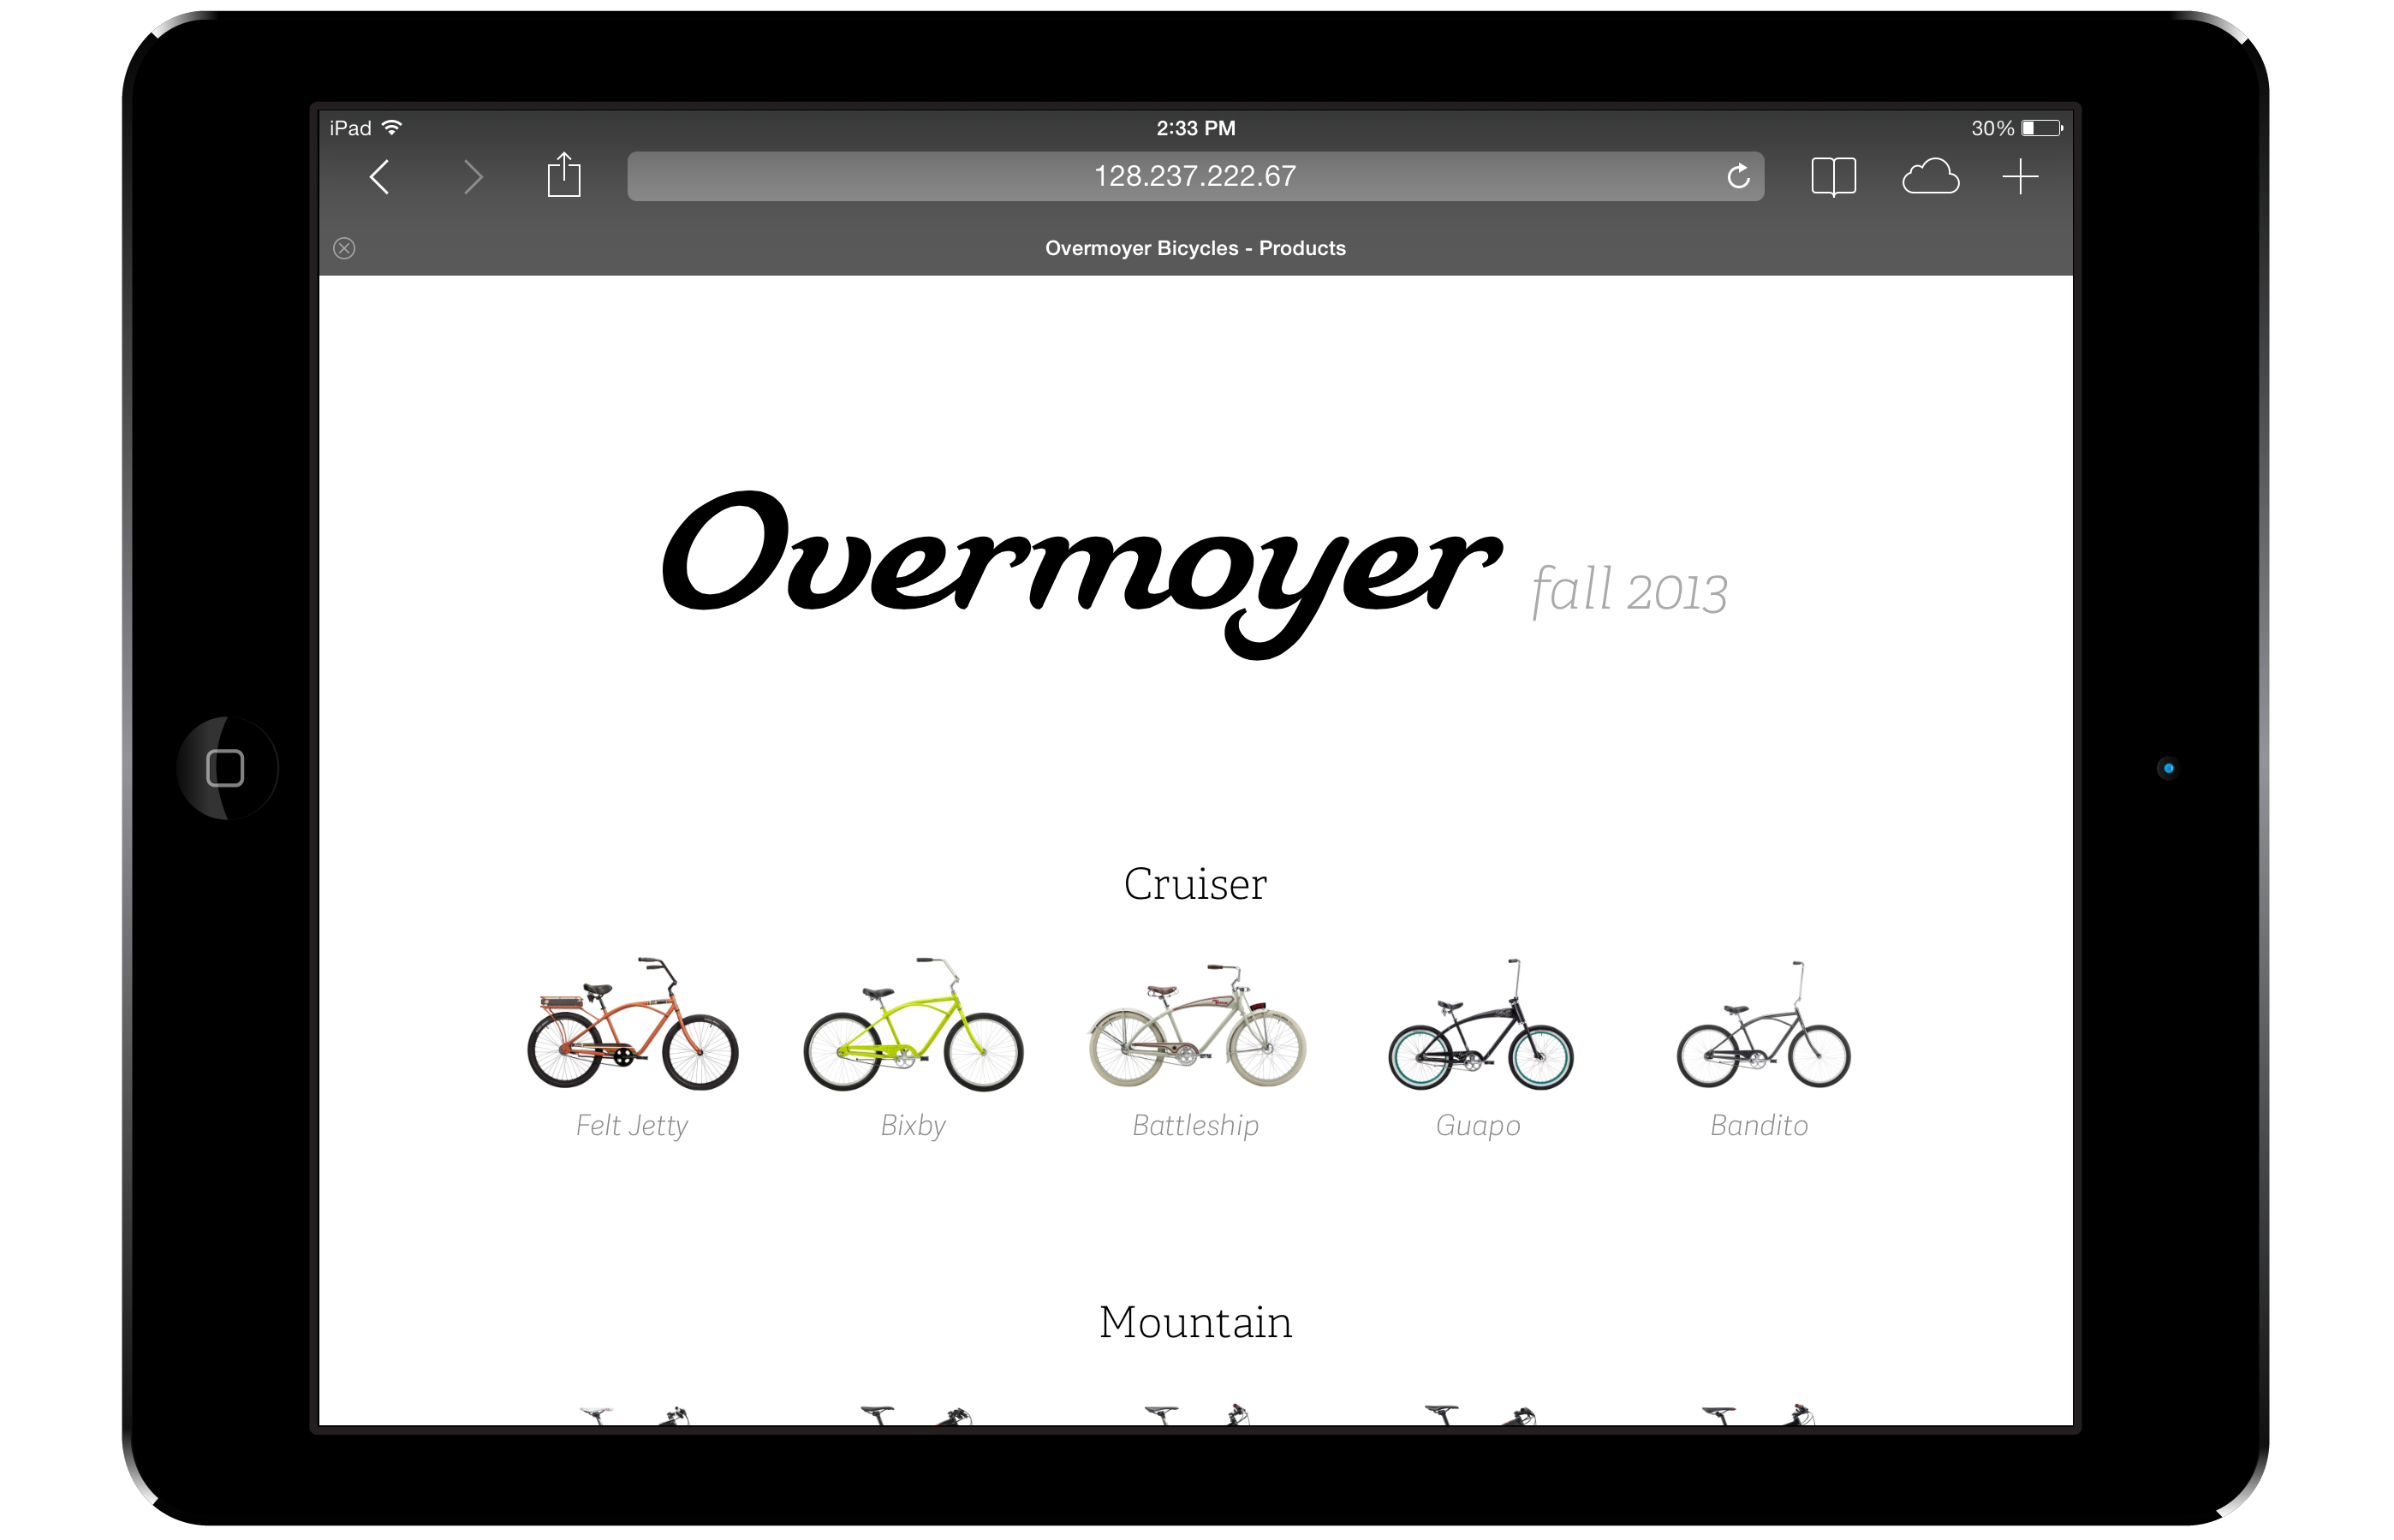 iPad 2:33 PM 30%
128.237.222.67
Overmoyer Bicycles - Products
Overmoyer fall 2013
Cruiser
Felt Jetty Bixby Battleship Guapo Bandito
Mountain